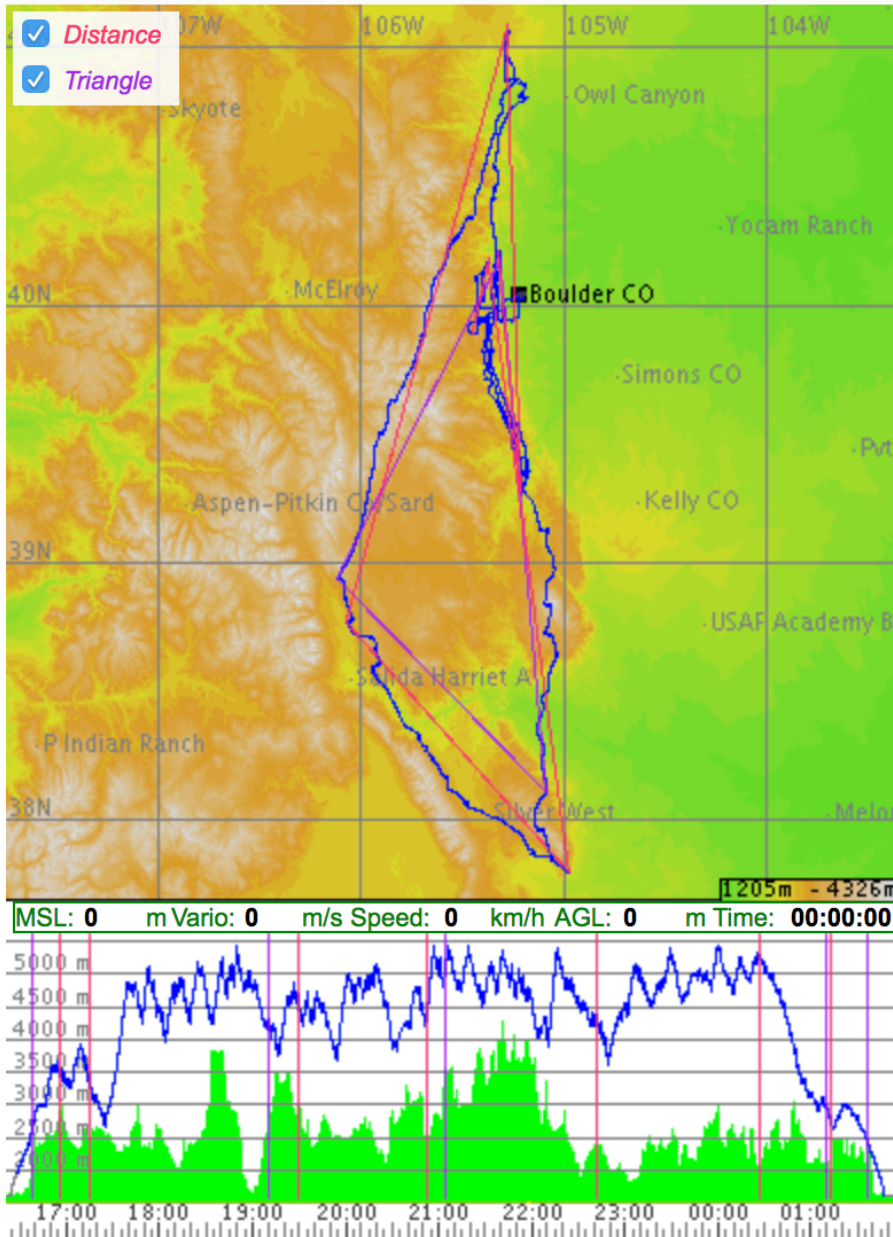 Distance
Triangle
07W 106W 105W 104W
Owl Canyon
Skyote
Yocam Ranch
McElroy
40N
Boulder CO
Simons CO
Pvt
Aspen-Pitkin Co/Sard
Kelly CO
39N
USAF Academy B
Salida Harriet A
P Indian Ranch
38N
Silver West
Melon
1205m - 4326m
MSL: 0 m Vario: 0 m/s Speed: 0 km/h AGL: 0 m Time: 00:00:00
5000 m
4500 m
4000 m
3500 m
3000 m
2500 m
2000 m
17:00 18:00 19:00 20:00 21:00 22:00 23:00 00:00 01:00